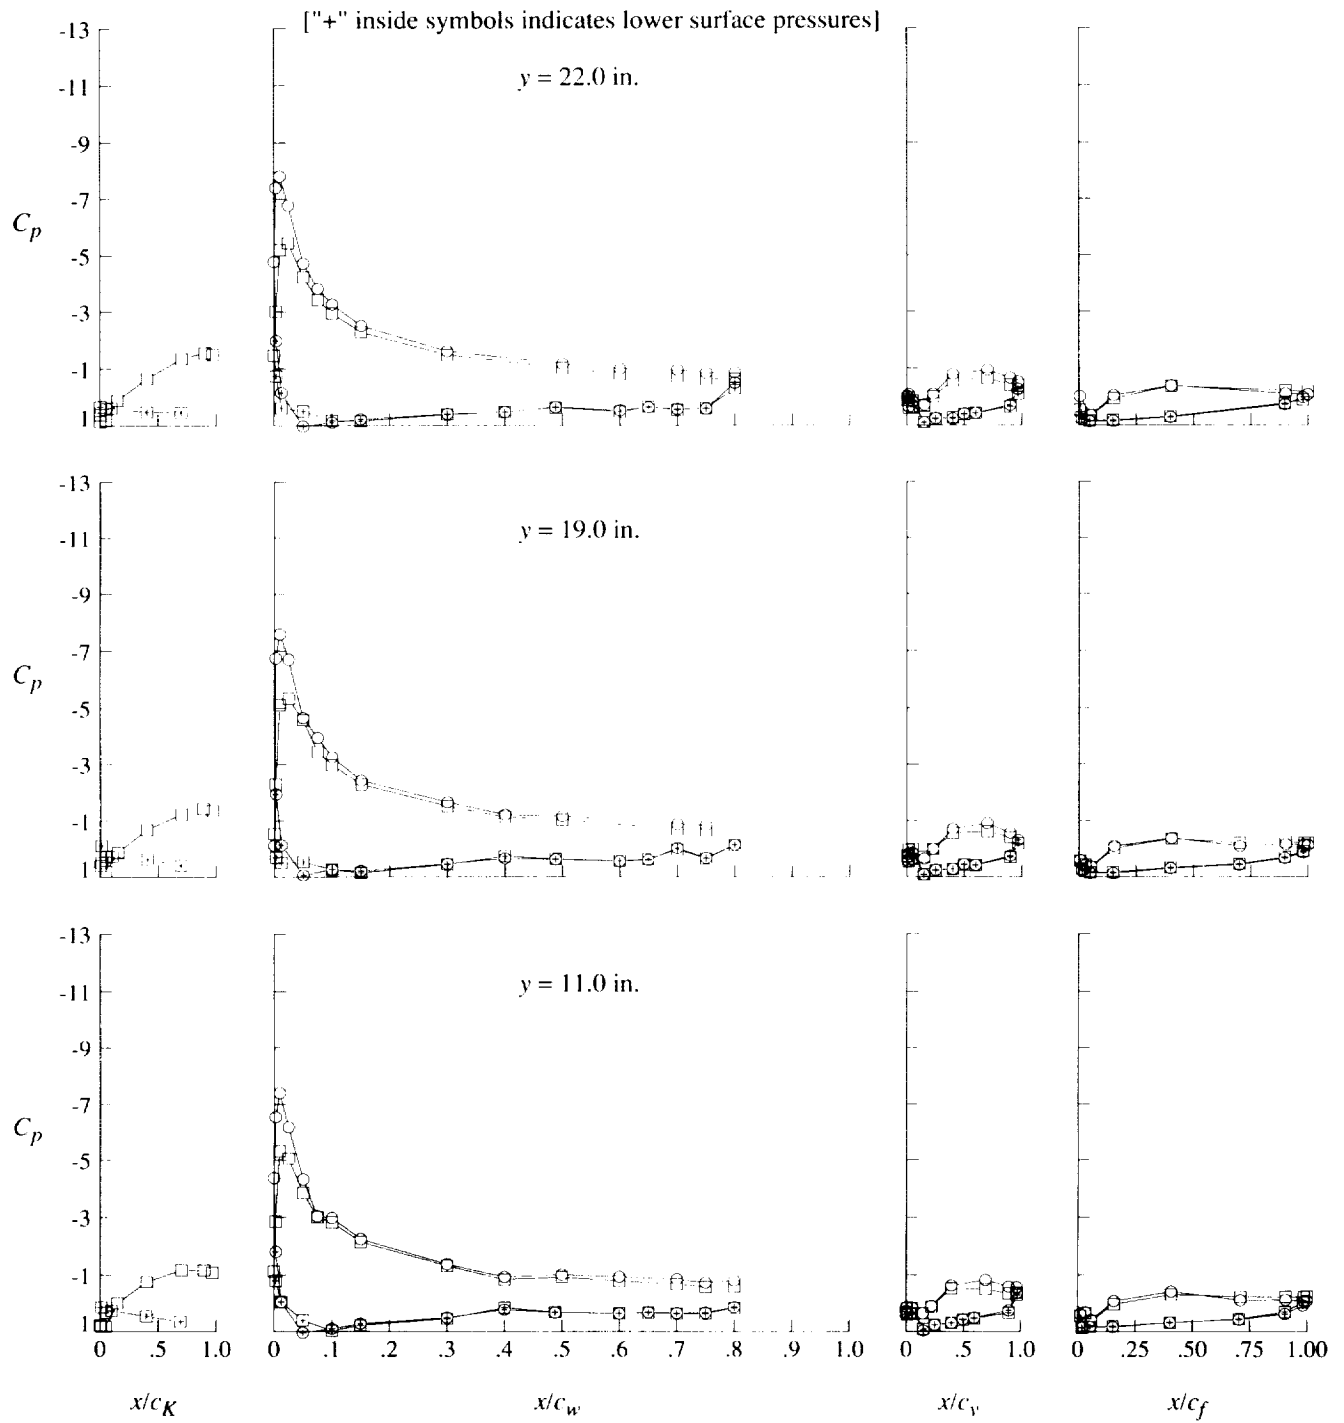 ["+" inside symbols indicates lower surface pressures]
-13
-11
-9
-7
-5
-3
-1
1
C_p
y = 22.0 in.
-13
-11
-9
-7
-5
-3
-1
1
C_p
y = 19.0 in.
-13
-11
-9
-7
-5
-3
-1
1
C_p
y = 11.0 in.
0 .5 1.0 0 .1 .2 .3 .4 .5 .6 .7 .8 1.0 0 .5 1.0 0 .25 .50 .75 1.00
x/c_K x/c_w x/c_v x/c_f